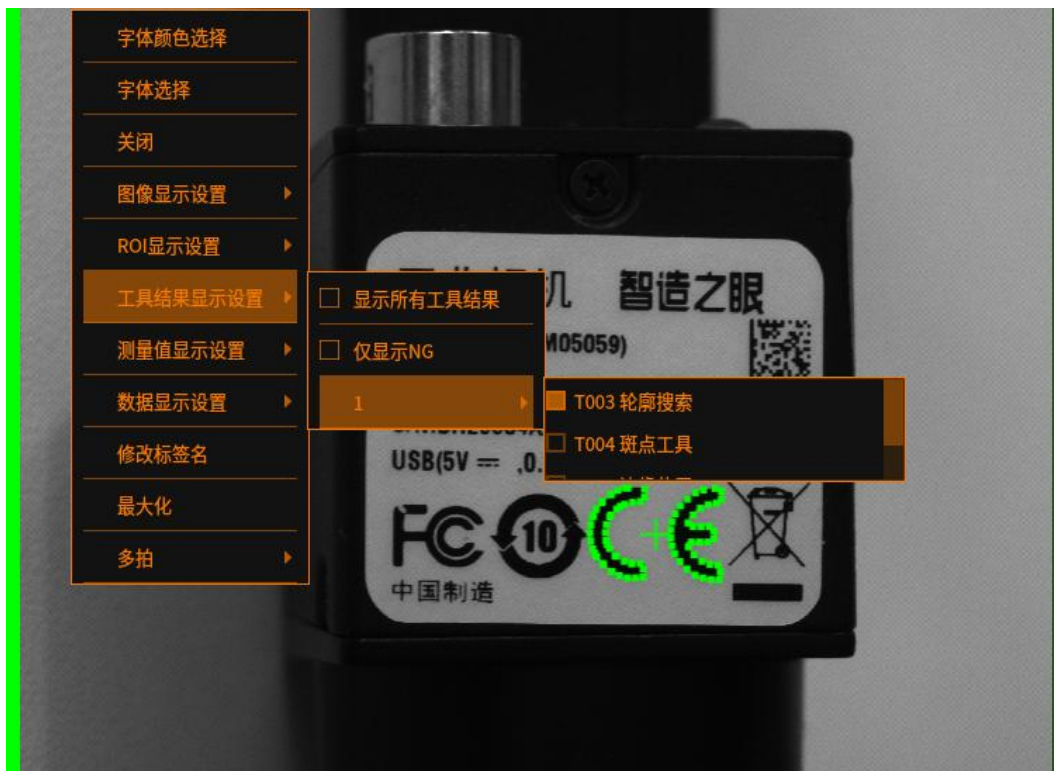 字体颜色选择
字体选择
关闭
图像显示设置
ROI显示设置
工具结果显示设置
测量值显示设置
数据显示设置
修改标签名
最大化
多拍
显示所有工具结果
仅显示NG
1
T003 轮廓搜索
T004 斑点工具
机 智造之眼
M05059)
USB(5V ⎓ ,0.
FC 10 CE
中国制造